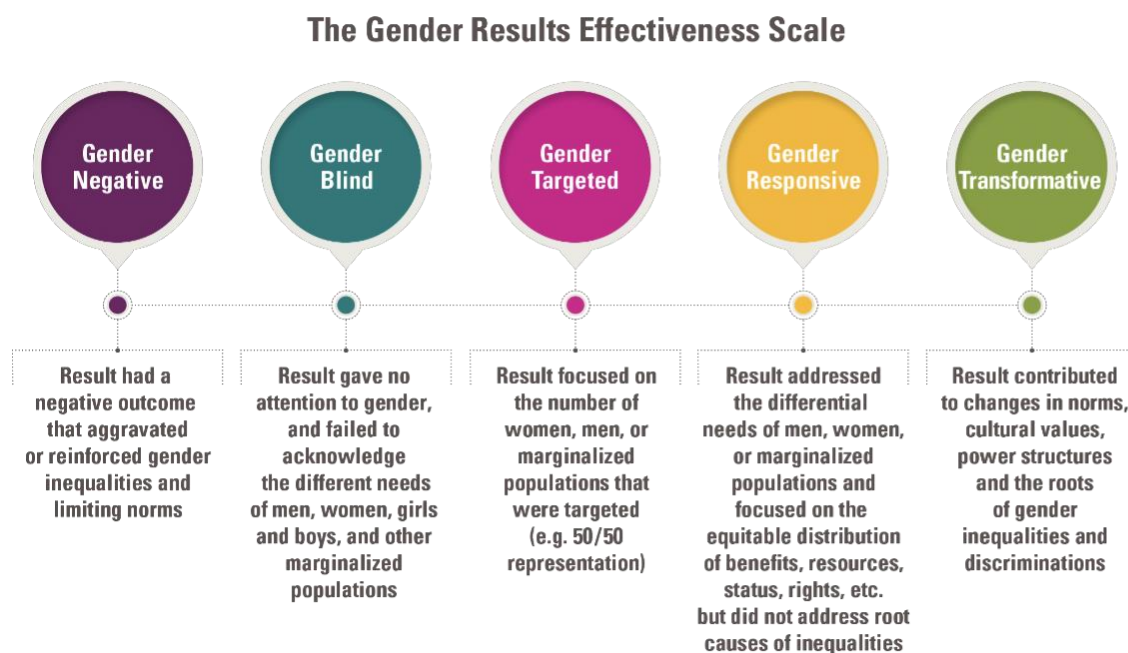 The Gender Results Effectiveness Scale
Gender
Negative
Gender
Blind
Gender
Targeted
Gender
Responsive
Gender
Transformative
Result had a
negative outcome
that aggravated
or reinforced gender
inequalities and
limiting norms
Result gave no
attention to gender,
and failed to
acknowledge
the different needs
of men, women, girls
and boys, and other
marginalized
populations
Result focused on
the number of
women, men, or
marginalized
populations that
were targeted
(e.g. 50/50
representation)
Result addressed
the differential
needs of men, women,
or marginalized
populations and
focused on the
equitable distribution
of benefits, resources,
status, rights, etc.
but did not address root
causes of inequalities
Result contributed
to changes in norms,
cultural values,
power structures
and the roots
of gender
inequalities and
discriminations